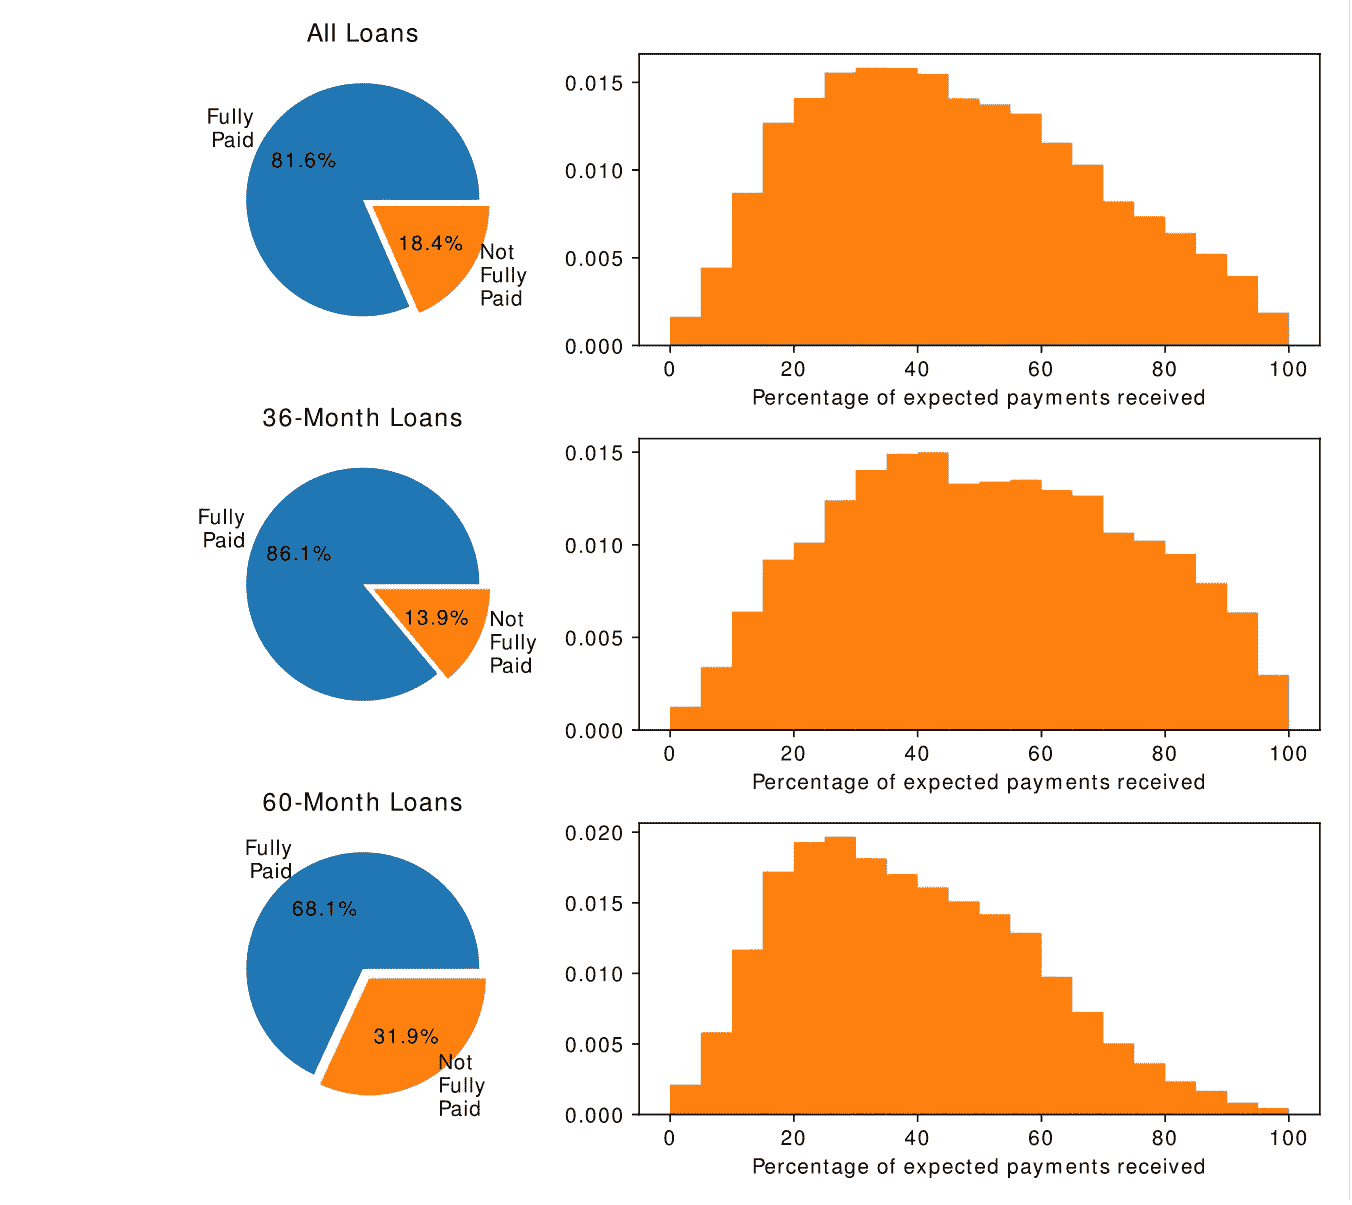 All Loans
Fully
Paid
81.6%
18.4%
Not
Fully
Paid
0.015
0.010
0.005
0.000
0 20 40 60 80 100
Percentage of expected payments received
36-Month Loans
Fully
Paid
86.1%
13.9%
Not
Fully
Paid
0.015
0.010
0.005
0.000
0 20 40 60 80 100
Percentage of expected payments received
60-Month Loans
Fully
Paid
68.1%
31.9%
Not
Fully
Paid
0.020
0.015
0.010
0.005
0.000
0 20 40 60 80 100
Percentage of expected payments received